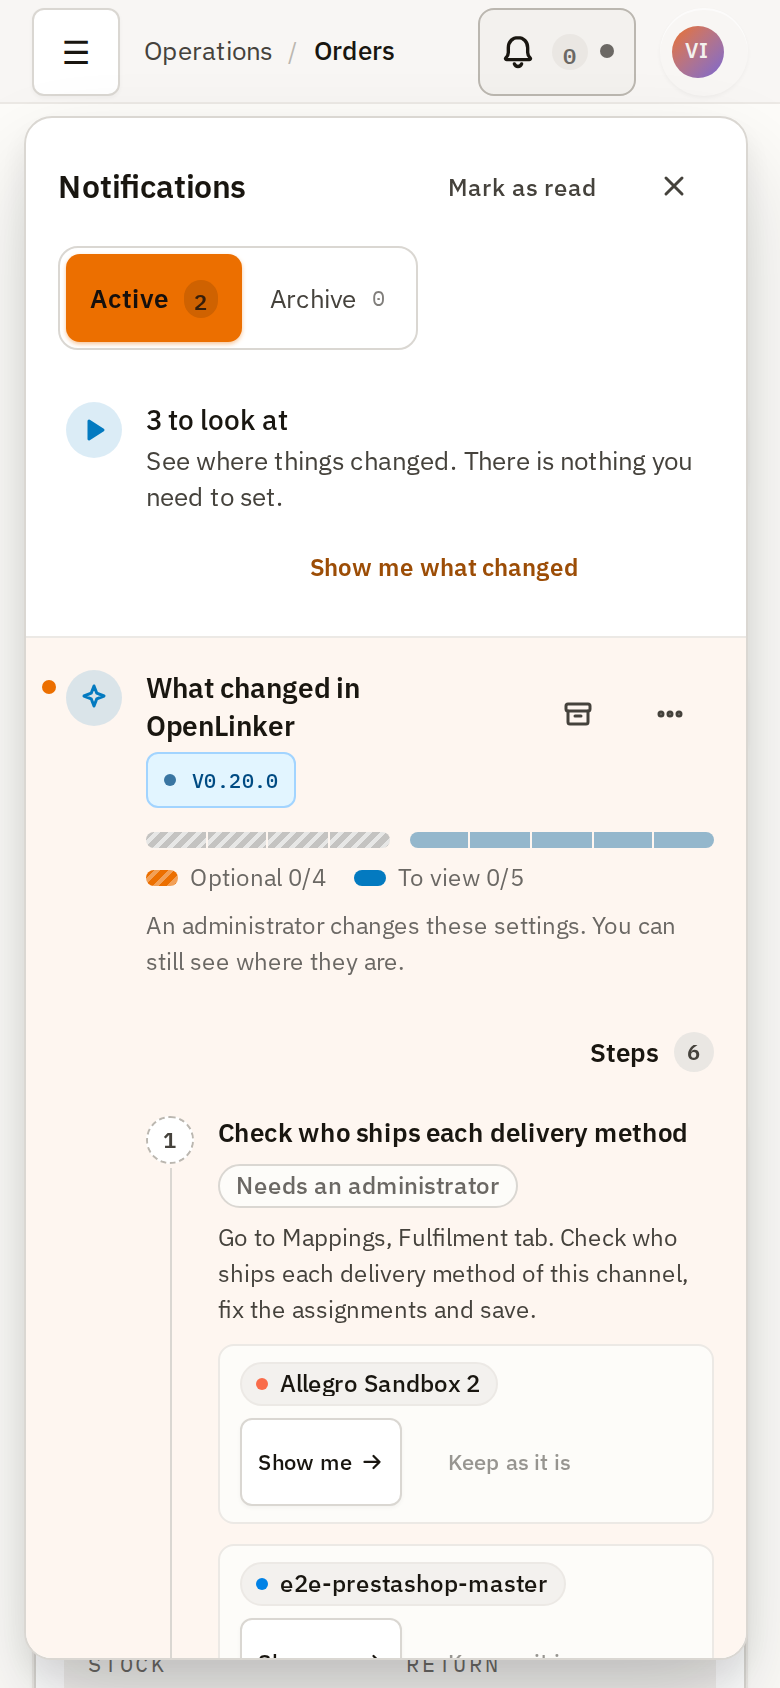 Operations / Orders
0
VI
Notifications
Mark as read
Active 2
Archive 0
3 to look at
See where things changed. There is nothing you
need to set.
Show me what changed
What changed in
OpenLinker
V0.20.0
Optional 0/4
To view 0/5
An administrator changes these settings. You can
still see where they are.
Steps 6
1
Check who ships each delivery method
Needs an administrator
Go to Mappings, Fulfilment tab. Check who
ships each delivery method of this channel,
fix the assignments and save.
Allegro Sandbox 2
Show me →
Keep as it is
e2e-prestashop-master
STOCK
RETURN